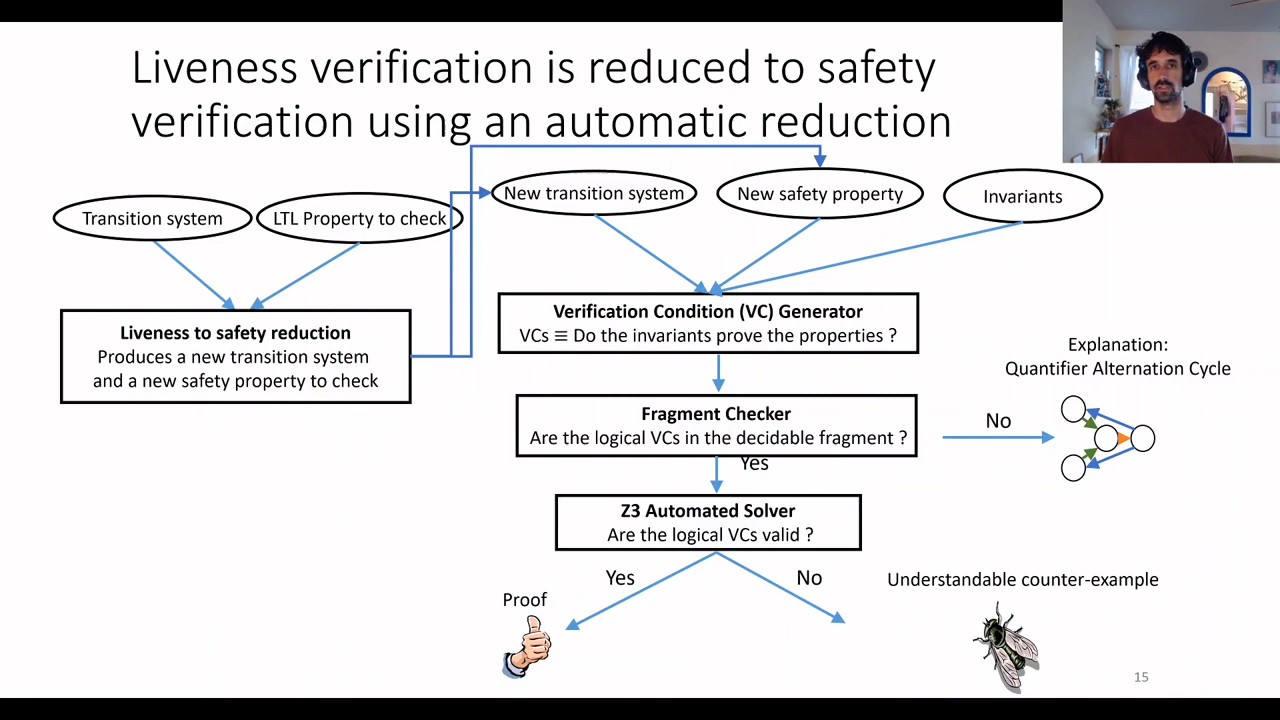 Liveness verification is reduced to safety
verification using an automatic reduction
Transition system
LTL Property to check
New transition system
New safety property
Invariants
Liveness to safety reduction
Produces a new transition system
and a new safety property to check
Verification Condition (VC) Generator
VCs ≡ Do the invariants prove the properties ?
Explanation:
Quantifier Alternation Cycle
Fragment Checker
Are the logical VCs in the decidable fragment ?
No
Yes
Z3 Automated Solver
Are the logical VCs valid ?
Yes
No
Proof
Understandable counter-example
15